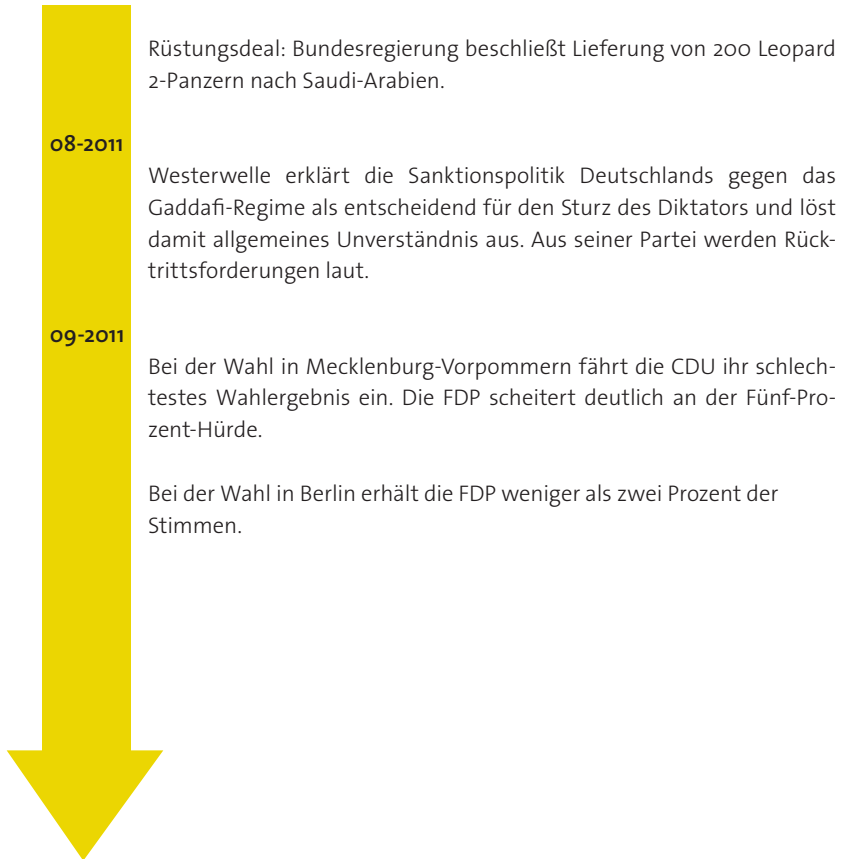 Rüstungsdeal: Bundesregierung beschließt Lieferung von 200 Leopard
2-Panzern nach Saudi-Arabien.
08-2011
Westerwelle erklärt die Sanktionspolitik Deutschlands gegen das
Gaddafi-Regime als entscheidend für den Sturz des Diktators und löst
damit allgemeines Unverständnis aus. Aus seiner Partei werden Rück-
trittsforderungen laut.
09-2011
Bei der Wahl in Mecklenburg-Vorpommern fährt die CDU ihr schlech-
testes Wahlergebnis ein. Die FDP scheitert deutlich an der Fünf-Pro-
zent-Hürde.
Bei der Wahl in Berlin erhält die FDP weniger als zwei Prozent der
Stimmen.